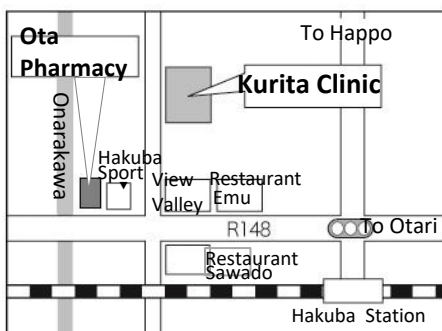 Ota
Pharmacy
To Happo
Kurita Clinic
Onarakawa
Hakuba
Sport
View
Valley
Restaurant
Emu
R148
To Otari
Restaurant
Sawado
Hakuba Station